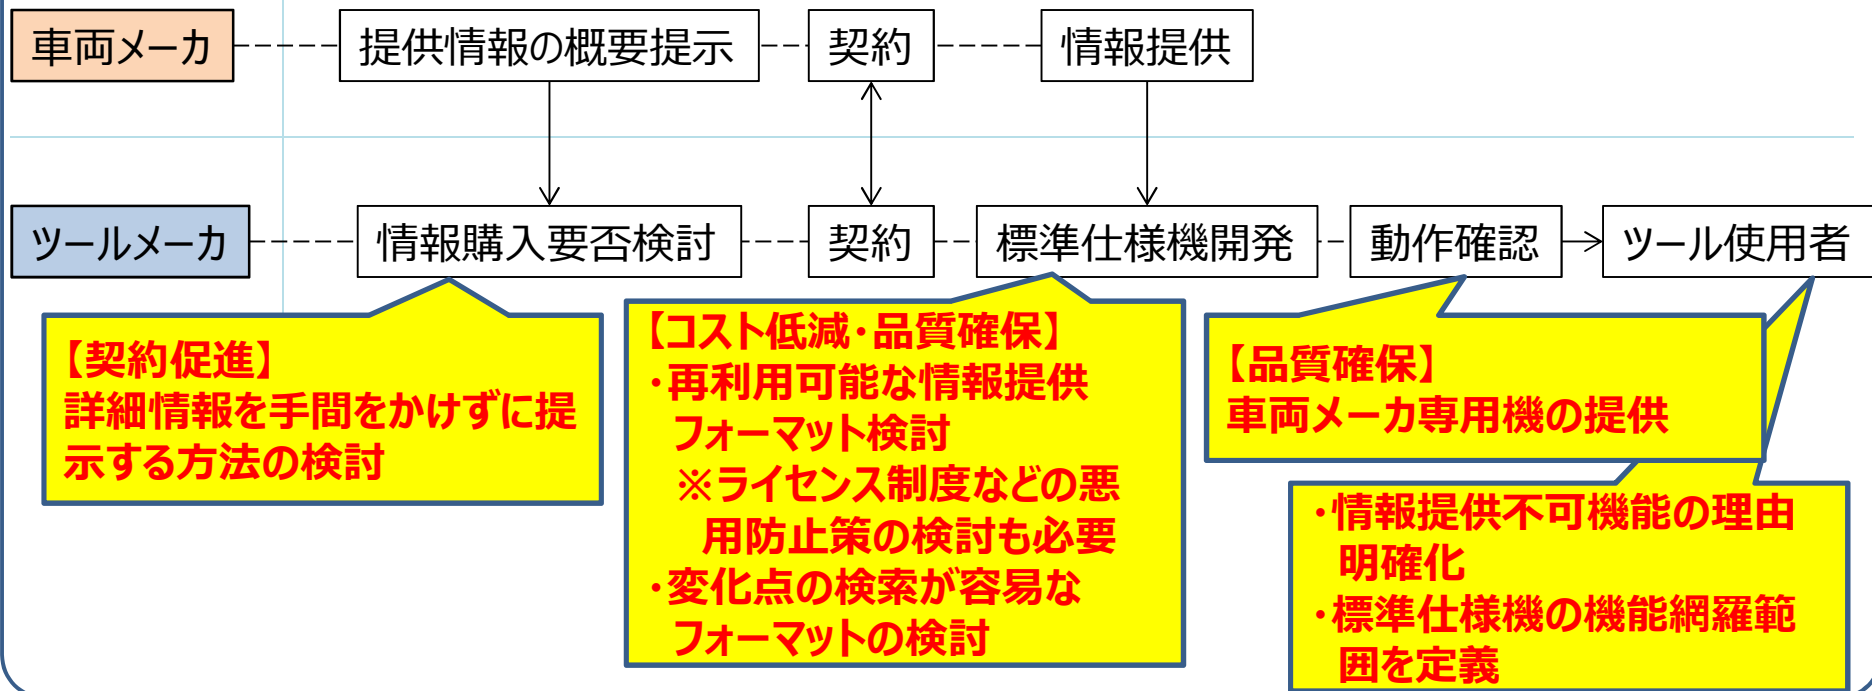 車両メーカ
提供情報の概要提示
契約
情報提供
ツールメーカ
情報購入要否検討
契約
標準仕様機開発
動作確認
ツール使用者
【契約促進】
詳細情報を手間をかけずに提
示する方法の検討
【コスト低減・品質確保】
・再利用可能な情報提供
フォーマット検討
※ライセンス制度などの悪
用防止策の検討も必要
・変化点の検索が容易な
フォーマットの検討
【品質確保】
車両メーカ専用機の提供
・情報提供不可機能の理由
明確化
・標準仕様機の機能網羅範
囲を定義